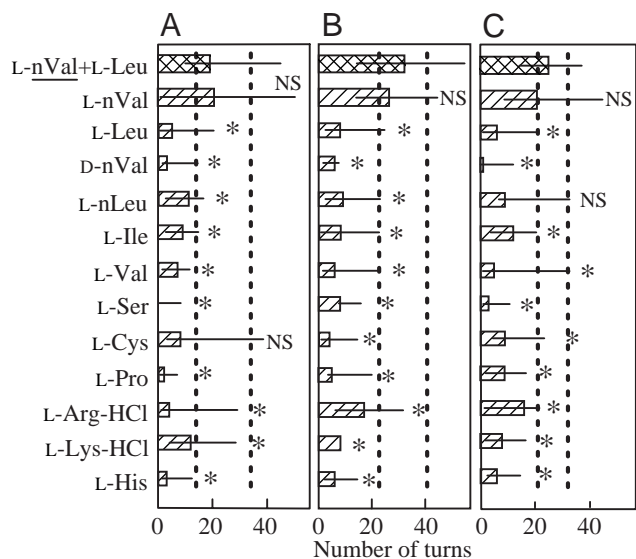 A B C
L-nVal+L-Leu
NS
L-nVal NS NS
L-Leu * * *
D-nVal * * *
L-nLeu * * NS
L-Ile * * *
L-Val * * *
L-Ser * * *
L-Cys NS * *
L-Pro * * *
L-Arg-HCl * * *
L-Lys-HCl * * *
L-His * * *
0 20 40 0 20 40 0 20 40
Number of turns